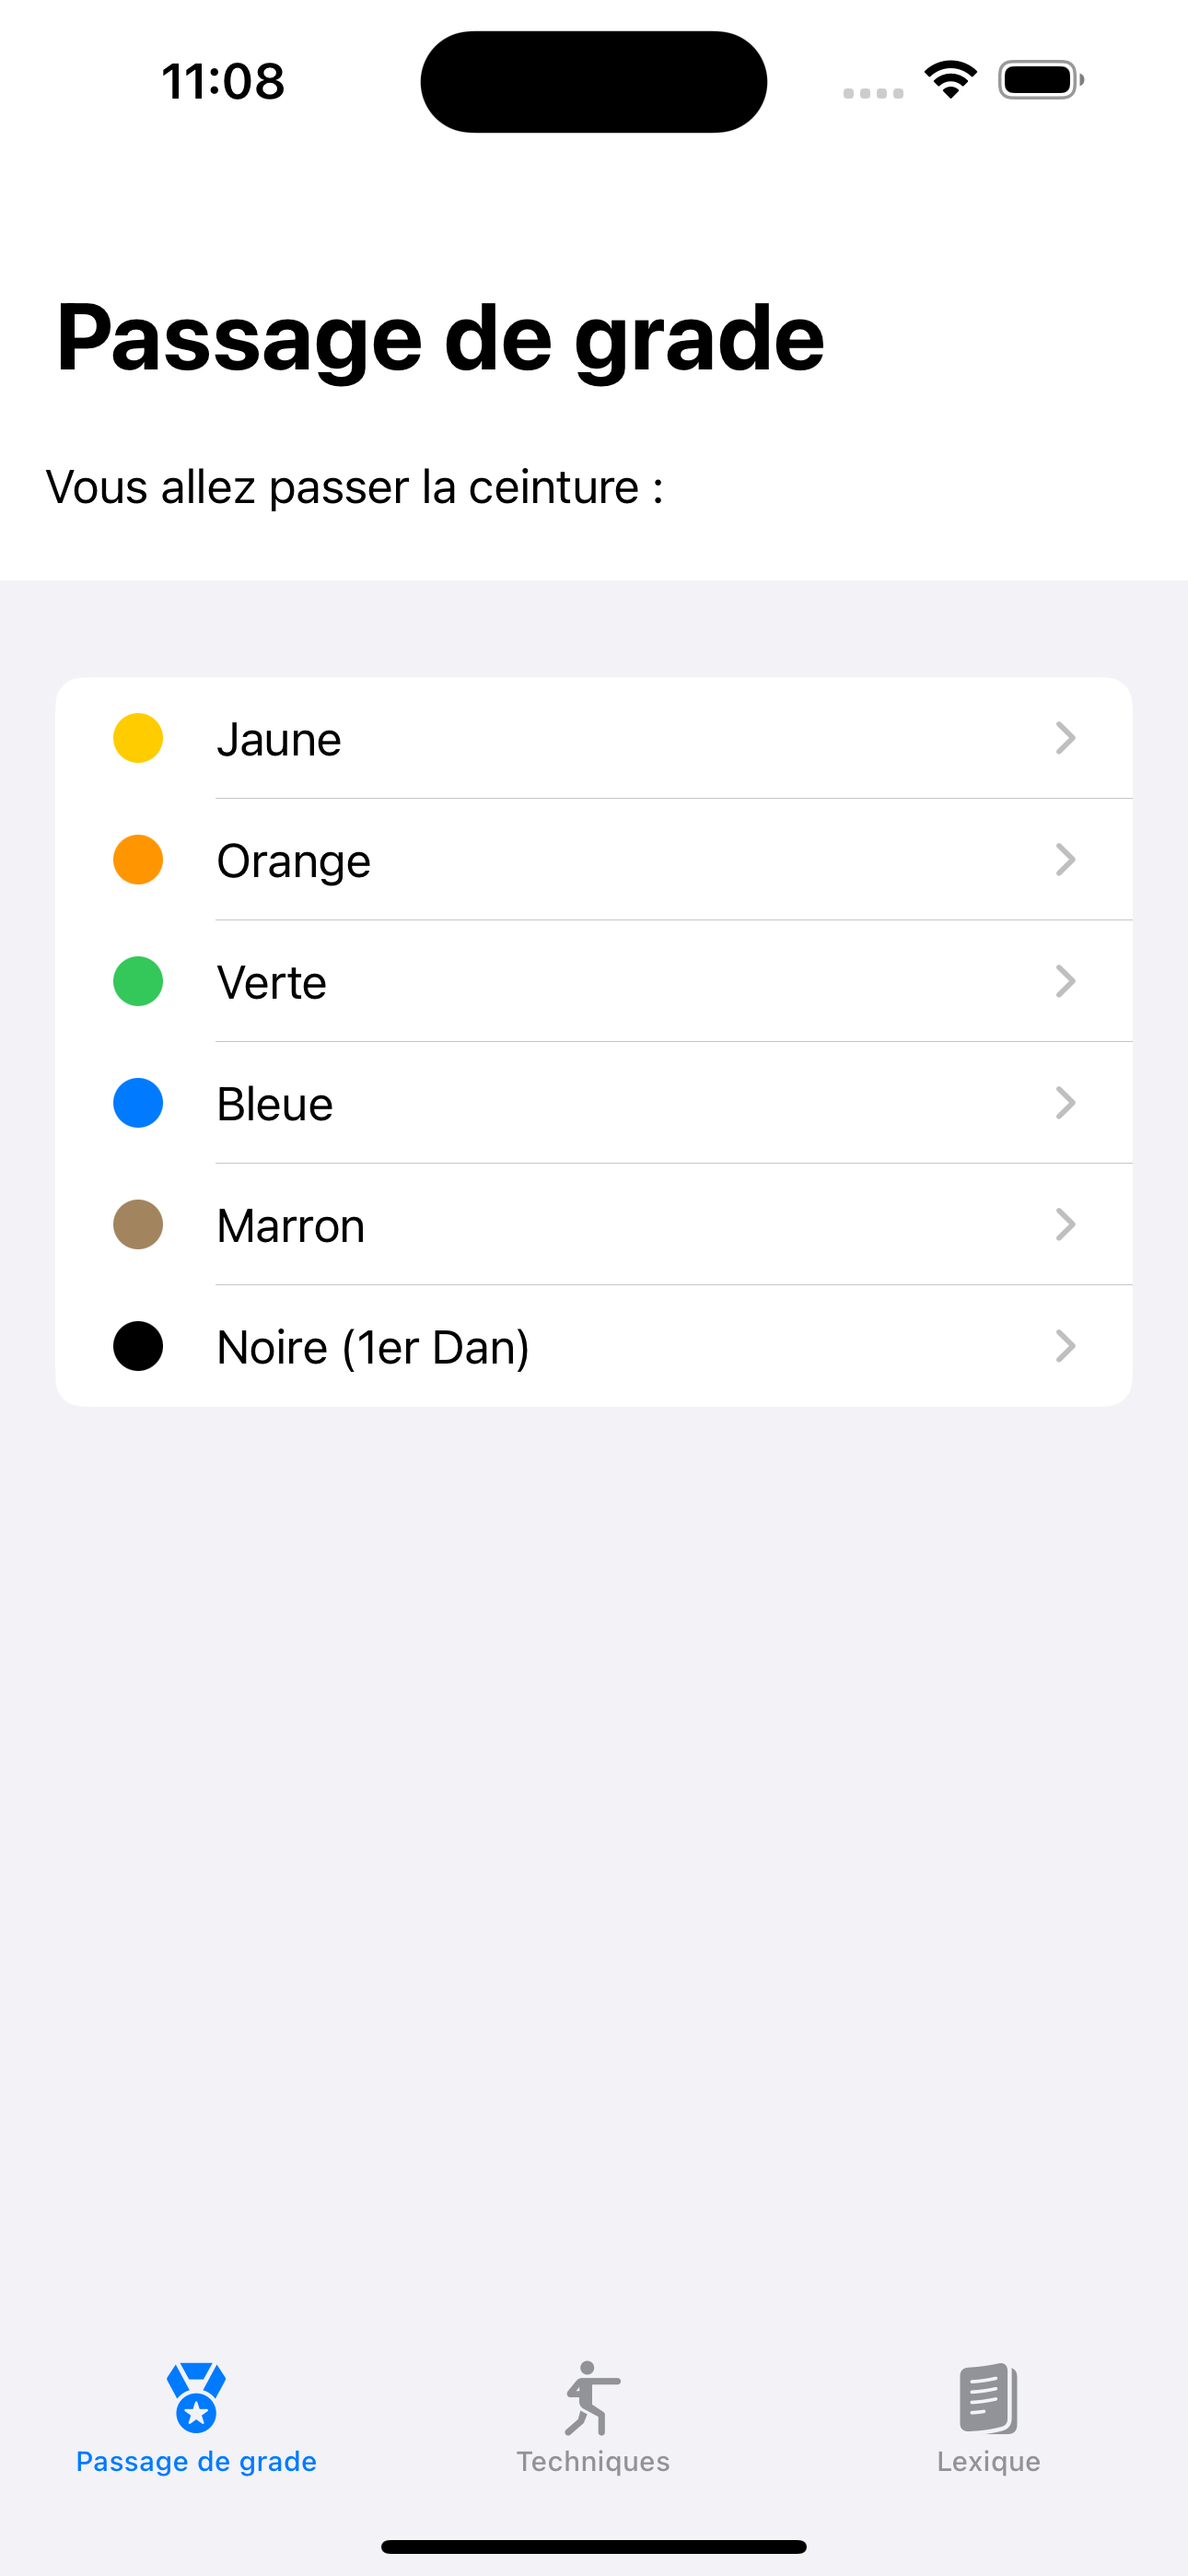 11:08
Passage de grade
Vous allez passer la ceinture :
Jaune
Orange
Verte
Bleue
Marron
Noire (1er Dan)
Passage de grade
Techniques
Lexique